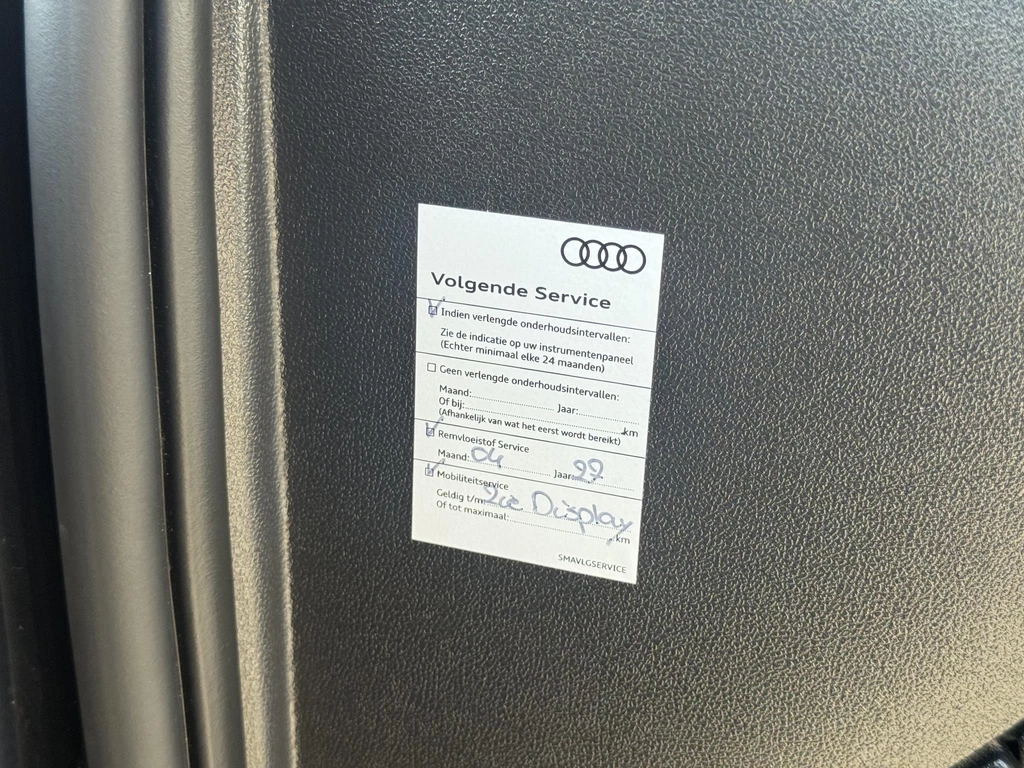 Volgende Service
Indien verlengde onderhoudsintervallen:
Zie de indicatie op uw instrumentenpaneel
(Echter minimaal elke 24 maanden)
Geen verlengde onderhoudsintervallen:
Maand: Jaar:
Of bij: km
(Afhankelijk van wat het eerst wordt bereikt)
Remvloeistof Service
Maand: 04 Jaar:
Mobiliteitservice
Geldig t/m: Display
Of tot maximaal: km
SMAVLGSERVICE